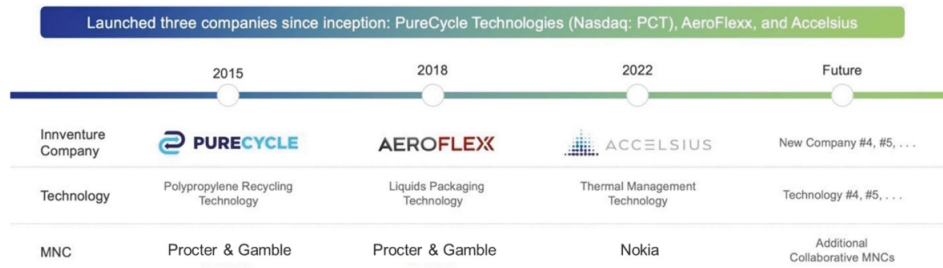 Launched three companies since inception: PureCycle Technologies (Nasdaq: PCT), AeroFlexx, and Accelsius
2015 2018 2022 Future
Innventure
Company
PURECYCLE AEROFLEXX ACCELSIUS New Company #4, #5, . . .
Technology
Polypropylene Recycling
Technology
Liquids Packaging
Technology
Thermal Management
Technology
Technology #4, #5, . . .
MNC Procter & Gamble Procter & Gamble Nokia
Additional
Collaborative MNCs